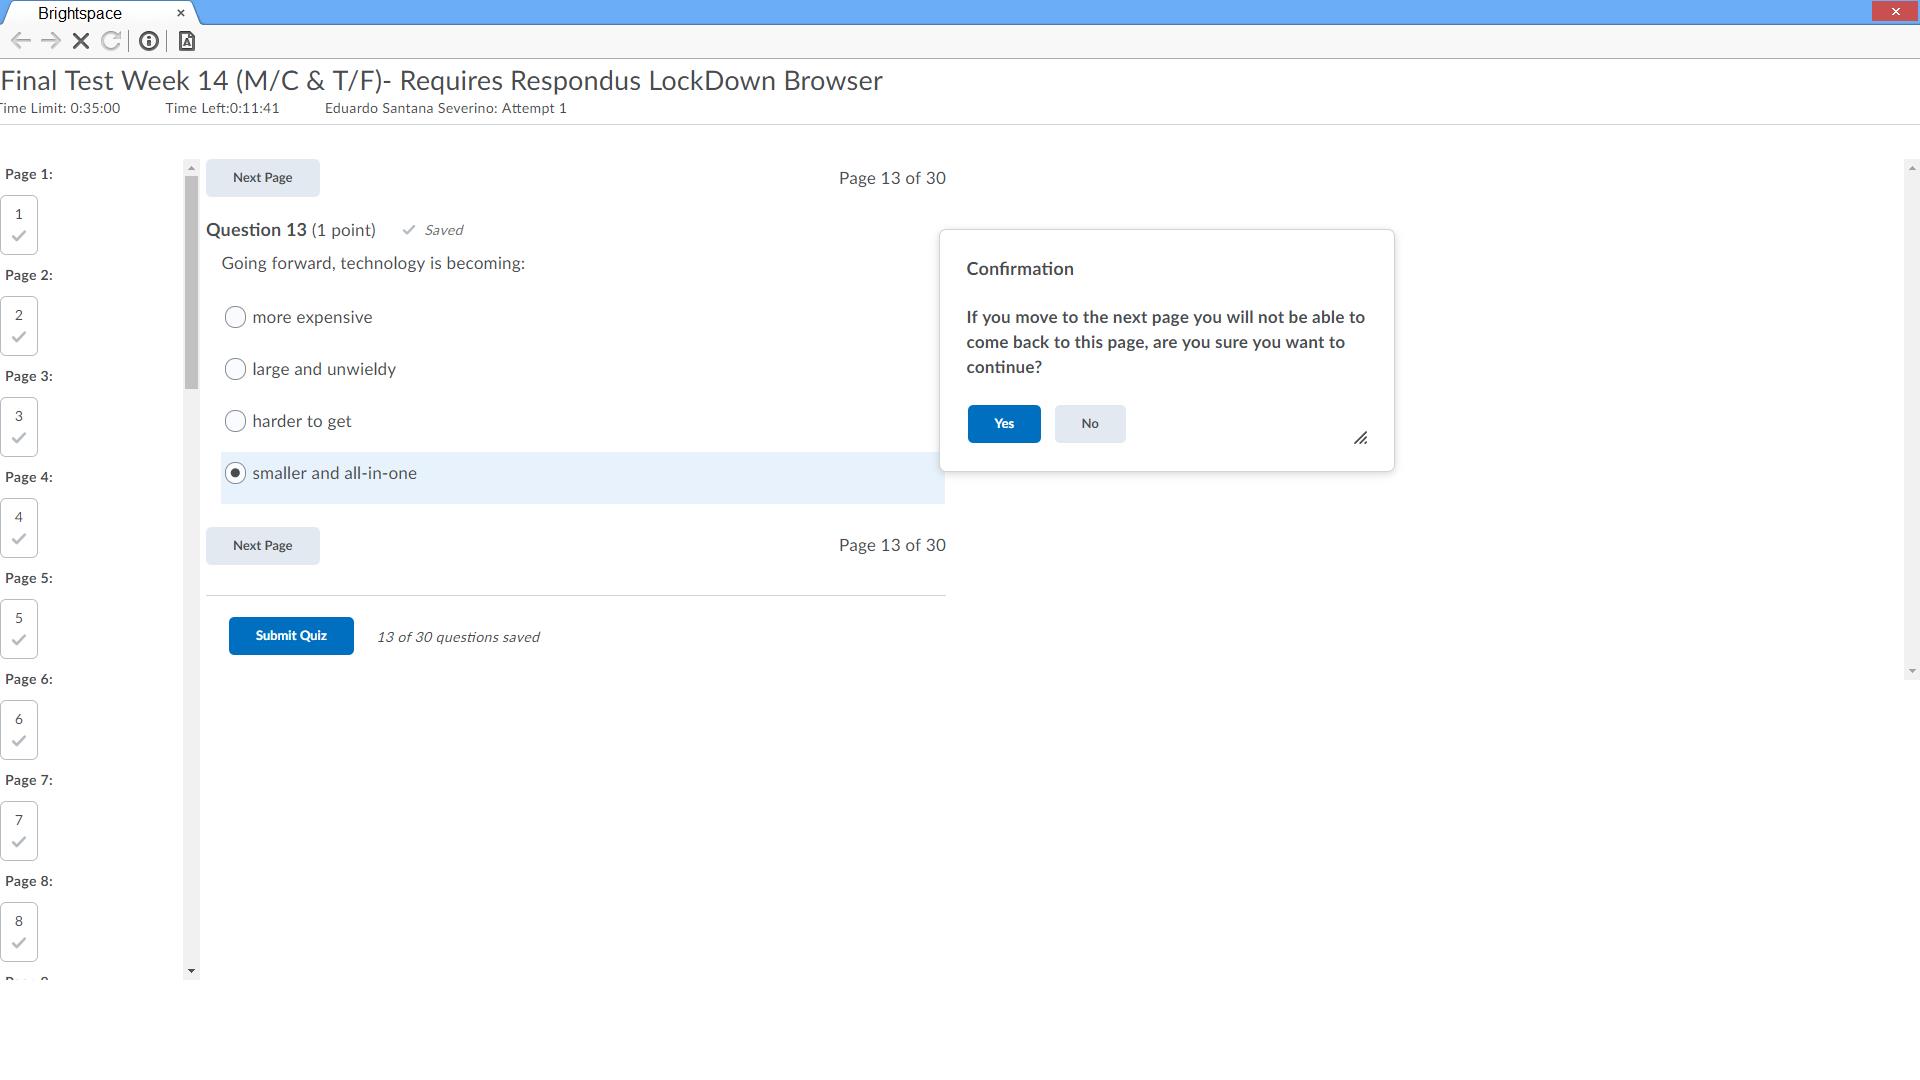 Brightspace
Final Test Week 14 (M/C & T/F)- Requires Respondus LockDown Browser
Time Limit: 0:35:00 Time Left:0:11:41 Eduardo Santana Severino: Attempt 1
Page 1:
1
Page 2:
2
Page 3:
3
Page 4:
4
Page 5:
5
Page 6:
6
Page 7:
7
Page 8:
8
Next Page Page 13 of 30
Question 13 (1 point) Saved
Going forward, technology is becoming:
more expensive
large and unwieldy
harder to get
smaller and all-in-one
Next Page Page 13 of 30
Submit Quiz 13 of 30 questions saved
Confirmation
If you move to the next page you will not be able to
come back to this page, are you sure you want to
continue?
Yes No